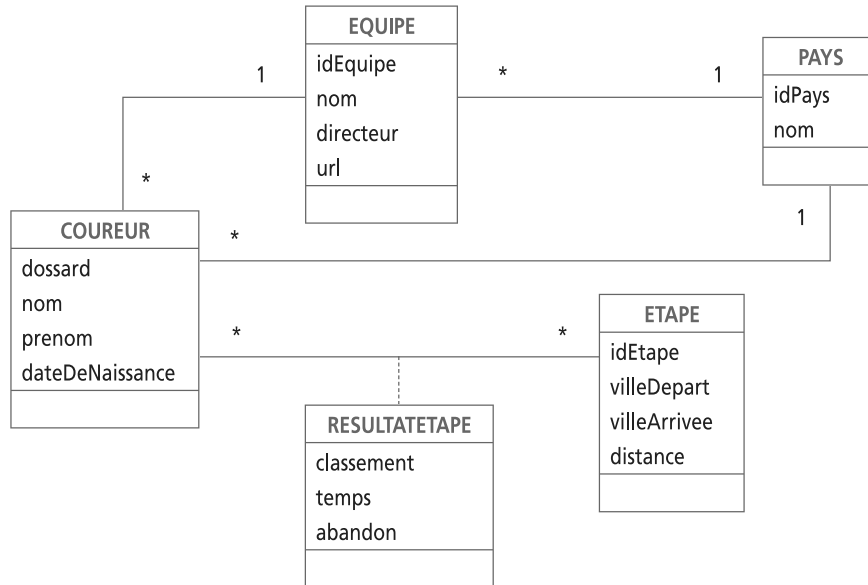 EQUIPE
idEquipe
nom
directeur
url
PAYS
idPays
nom
1
*
1
*
1
COUREUR
dossard
nom
prenom
dateDeNaissance
*
*
*
ETAPE
idEtape
villeDepart
villeArrivee
distance
RESULTATETAPE
classement
temps
abandon